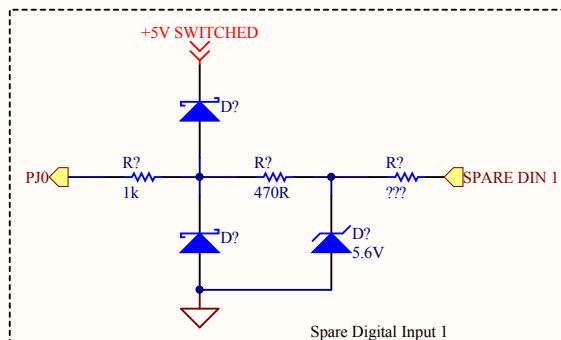 +5V SWITCHED
D?
PJ0
R?
1k
R?
470R
R?
???
SPARE DIN 1
D?
D?
5.6V
Spare Digital Input 1